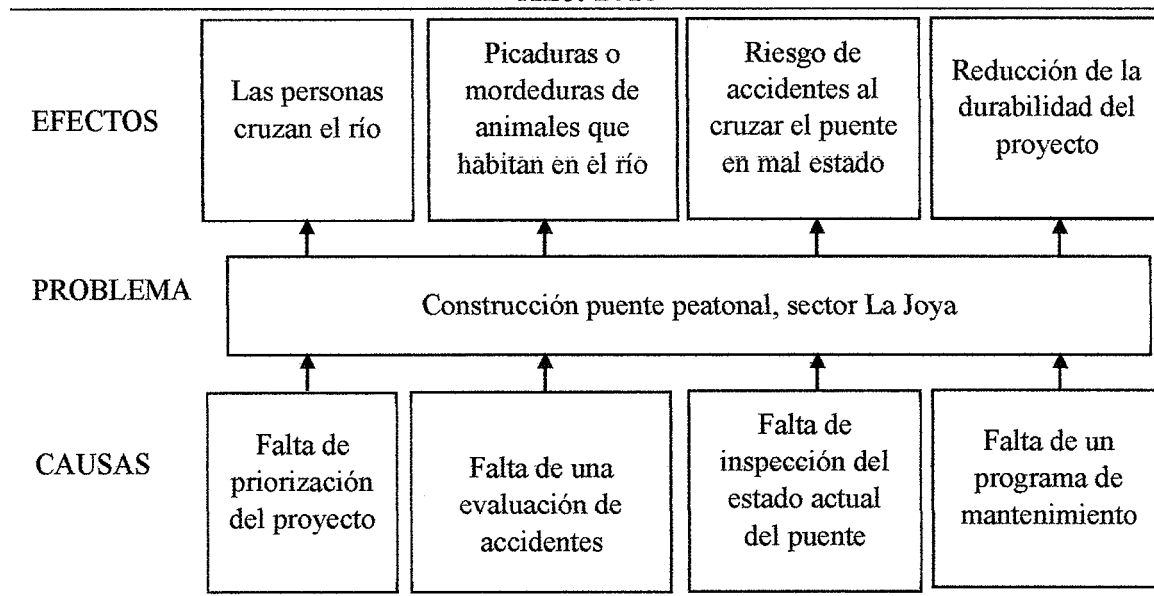 EFECTOS
Las personas
cruzan el río
Picaduras o
mordeduras de
animales que
habitan en el río
Riesgo de
accidentes al
cruzar el puente
en mal estado
Reducción de la
durabilidad del
proyecto
PROBLEMA
Construcción puente peatonal, sector La Joya
CAUSAS
Falta de
priorización
del proyecto
Falta de una
evaluación de
accidentes
Falta de
inspección del
estado actual
del puente
Falta de un
programa de
mantenimiento